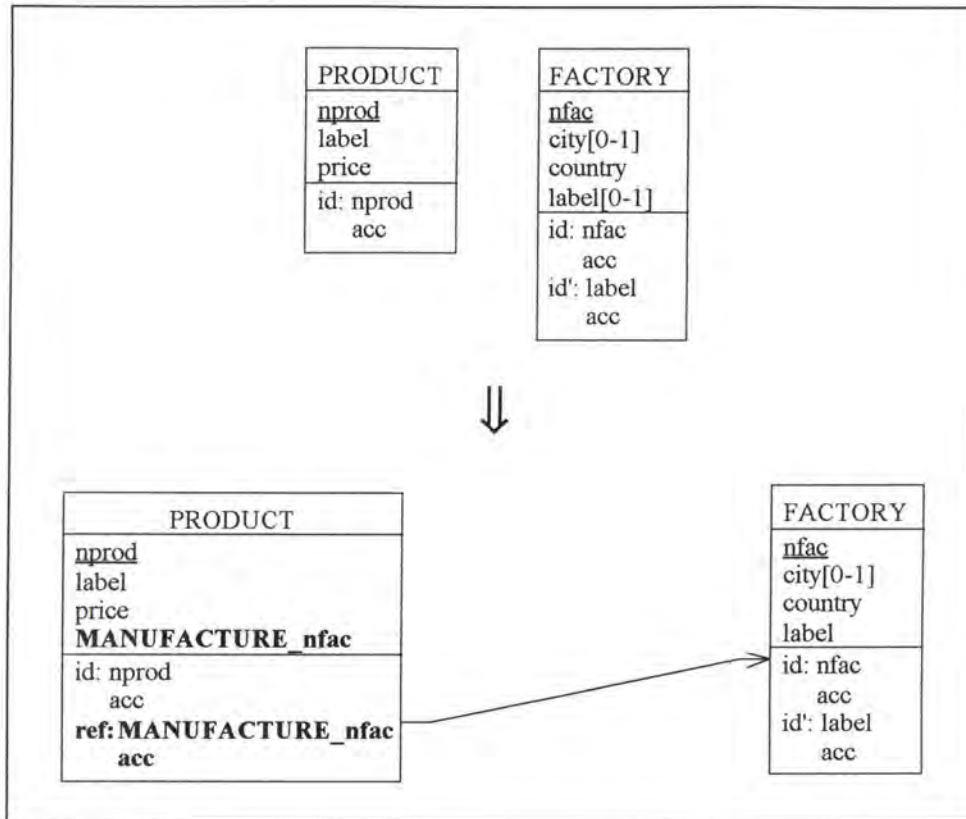 PRODUCT
nprod
label
price
id: nprod
acc
FACTORY
nfac
city[0-1]
country
label[0-1]
id: nfac
acc
id': label
acc
PRODUCT
nprod
label
price
MANUFACTURE_nfac
id: nprod
acc
ref:MANUFACTURE_nfac
acc
FACTORY
nfac
city[0-1]
country
label
id: nfac
acc
id': label
acc